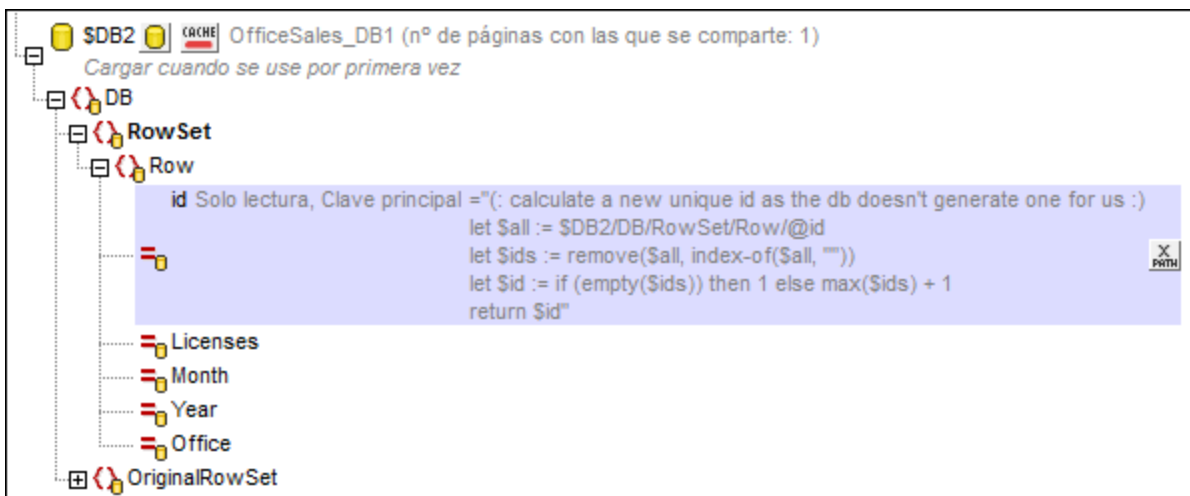 $DB2 CACHE OfficeSales_DB1 (nº de páginas con las que se comparte: 1)
Cargar cuando se use por primera vez
DB
RowSet
Row
id Solo lectura, Clave principal ="(: calculate a new unique id as the db doesn't generate one for us :)
let $all := $DB2/DB/RowSet/Row/@id
let $ids := remove($all, index-of($all, ""))
X PATH
let $id := if (empty($ids)) then 1 else max($ids) + 1
return $id"
Licenses
Month
Year
Office
OriginalRowSet